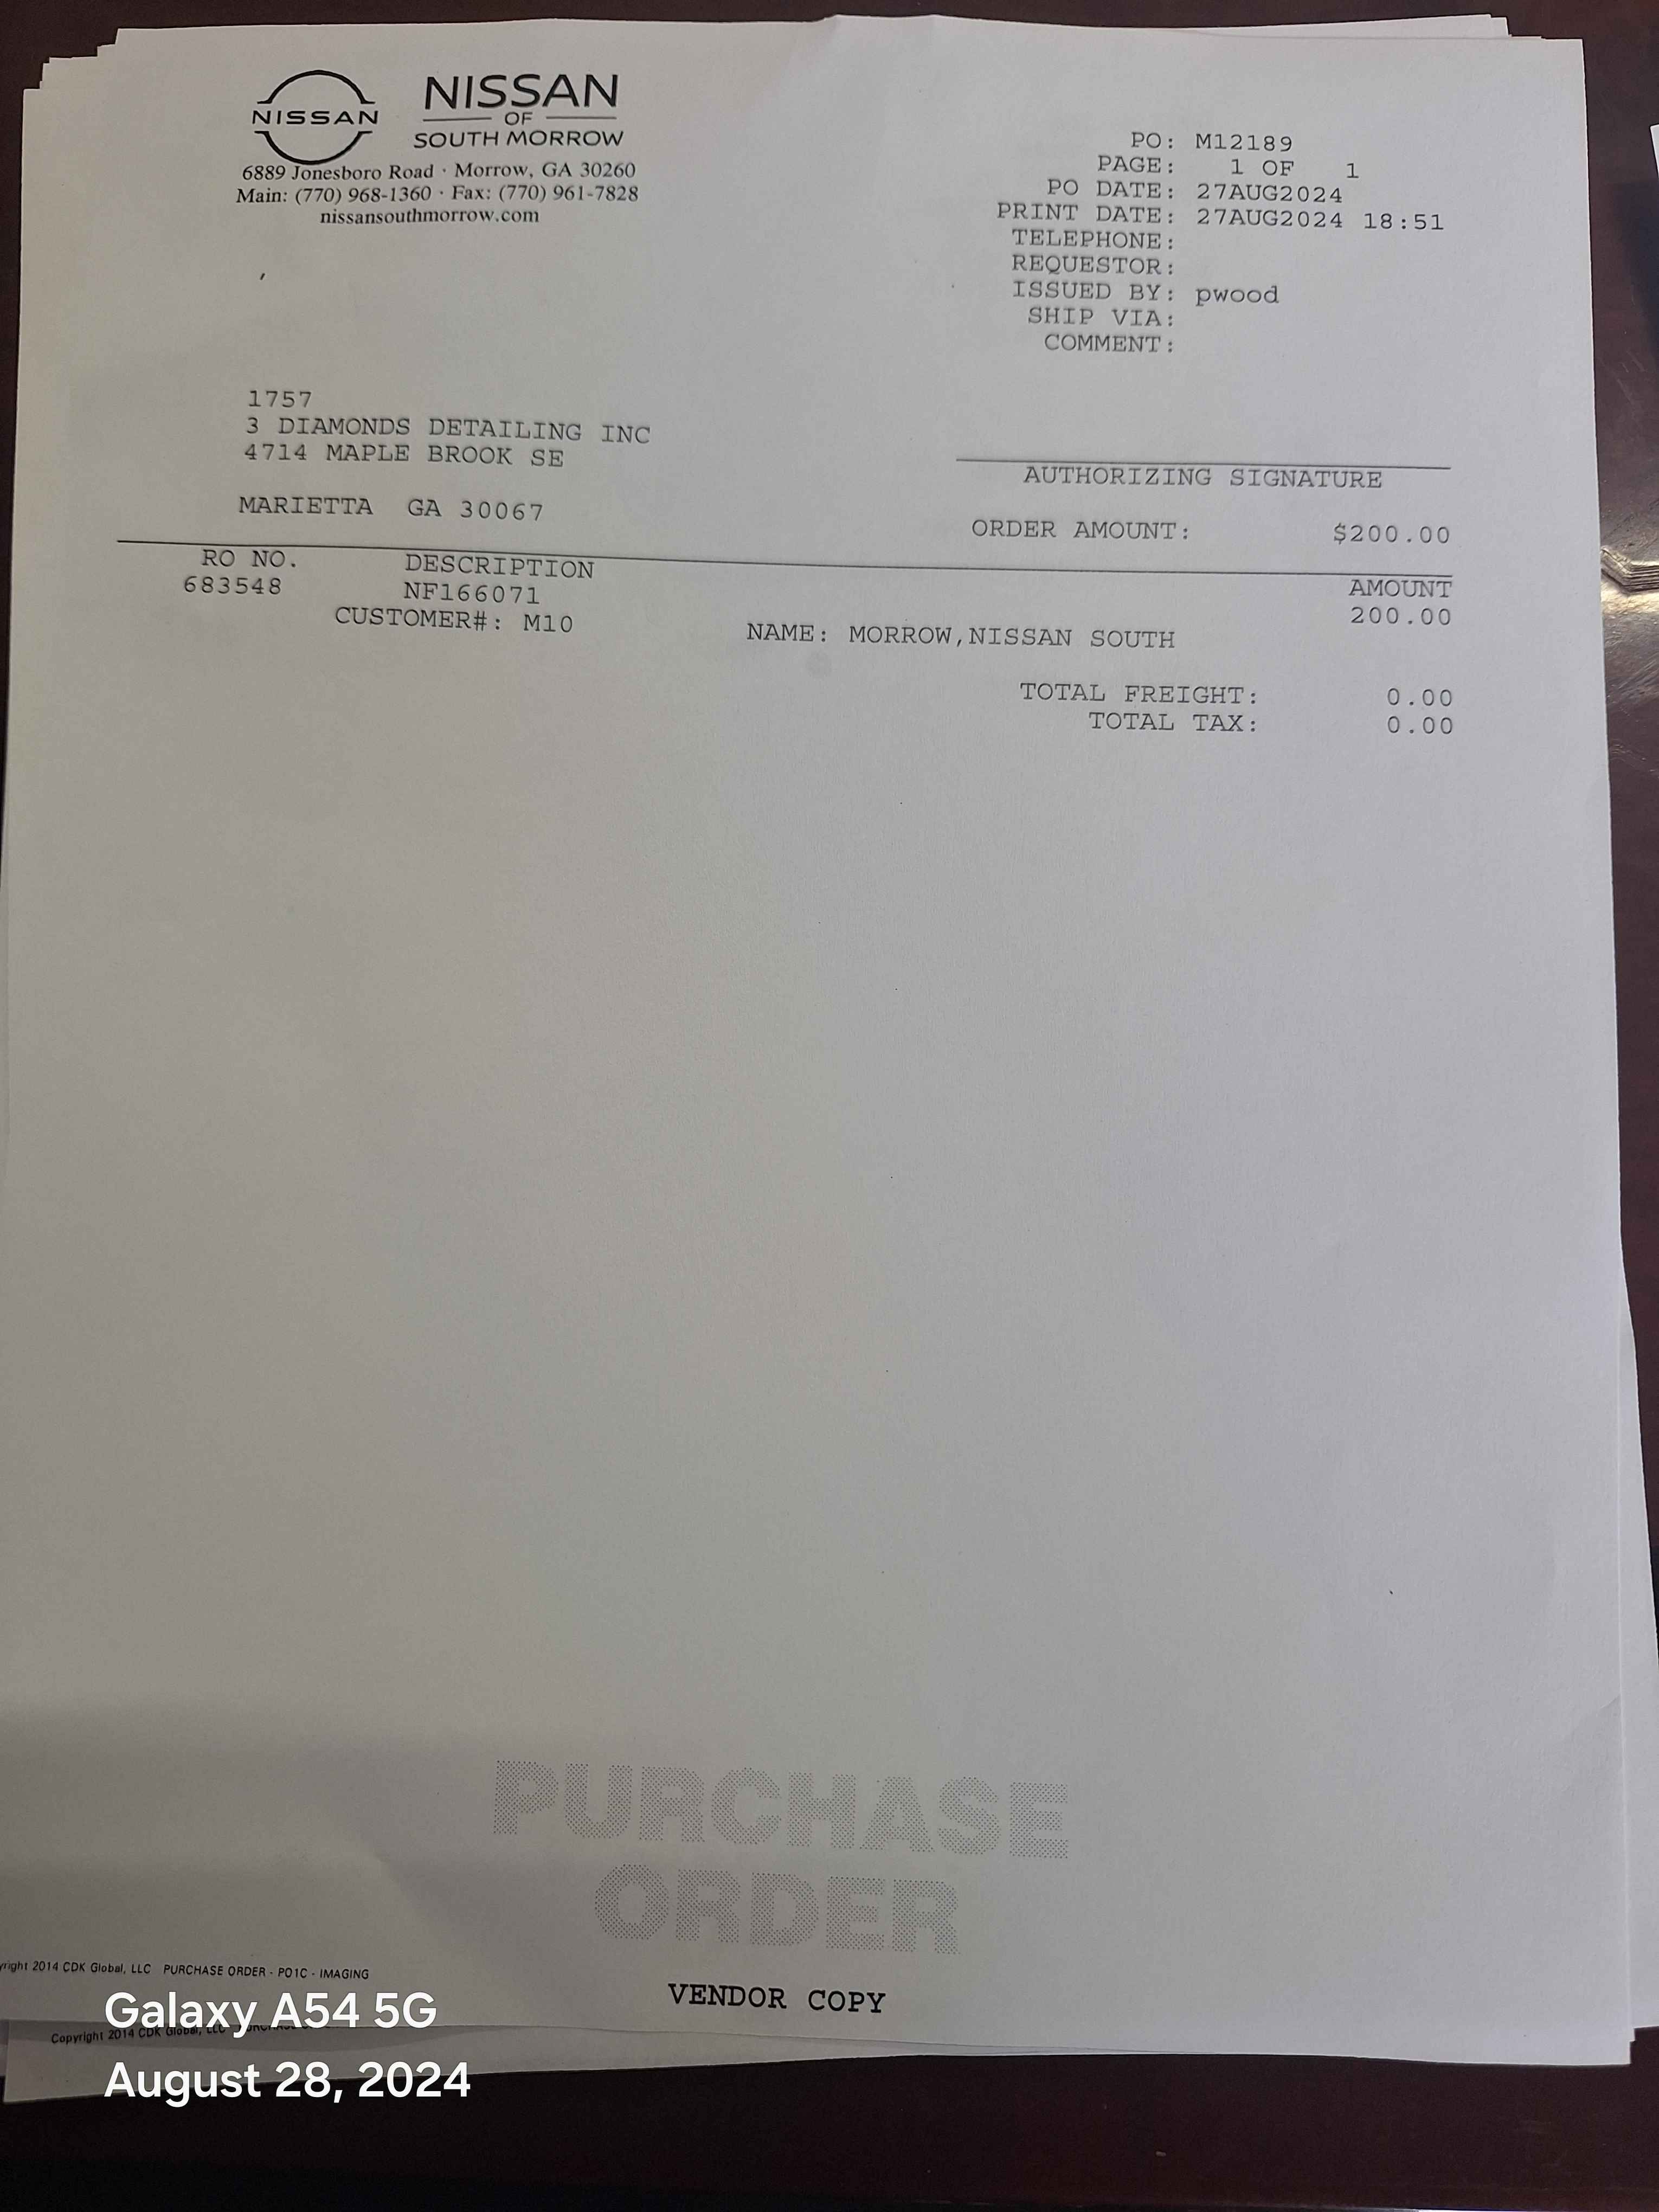 NISSAN
NISSAN
OF
SOUTH MORROW
6889 Jonesboro Road · Morrow, GA 30260
Main: (770) 968-1360 · Fax: (770) 961-7828
nissansouthmorrow.com
PO: M12189
PAGE: 1 OF 1
PO DATE: 27AUG2024
PRINT DATE: 27AUG2024 18:51
TELEPHONE:
REQUESTOR:
ISSUED BY: pwood
SHIP VIA:
COMMENT:
1757
3 DIAMONDS DETAILING INC
4714 MAPLE BROOK SE
MARIETTA GA 30067
AUTHORIZING SIGNATURE
ORDER AMOUNT: $200.00
RO NO. DESCRIPTION AMOUNT
683548 NF166071 200.00
CUSTOMER#: M10 NAME: MORROW,NISSAN SOUTH
TOTAL FREIGHT: 0.00
TOTAL TAX: 0.00
PURCHASE
ORDER
2014 CDK Global, LLC PURCHASE ORDER - PO1C - IMAGING
VENDOR COPY
Galaxy A54 5G
Copyright 2014 CDK Global, LLC
August 28, 2024